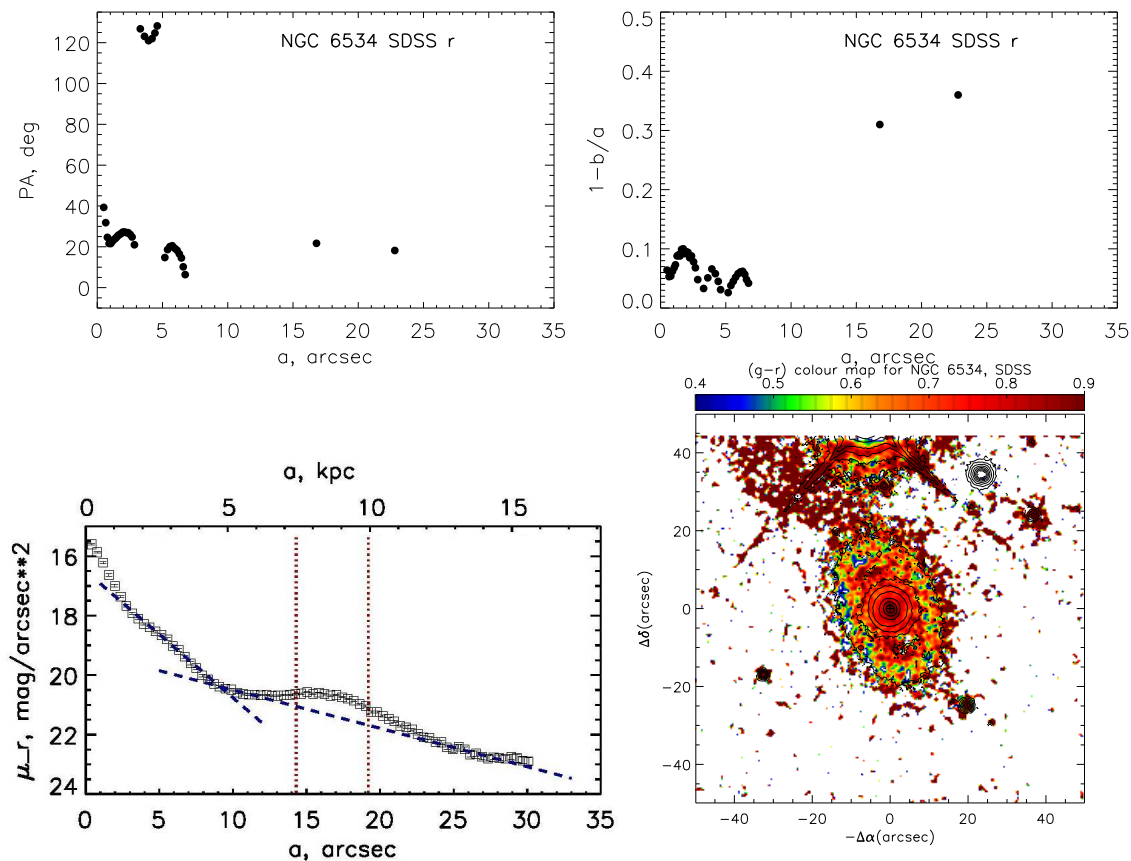 NGC 6534 SDSS r
120
100
80
60
40
20
0
PA, deg
0 5 10 15 20 25 30 35
a, arcsec
NGC 6534 SDSS r
0.5
0.4
0.3
0.2
0.1
0.0
1-b/a
0 5 10 15 20 25 30 35
a, arcsec
(g-r) colour map for NGC 6534, SDSS
0.4 0.5 0.6 0.7 0.8 0.9
40
20
0
-20
-40
Δδ(arcsec)
-40 -20 0 20 40
-Δα(arcsec)
a, kpc
0 5 10 15
16
18
20
22
24
μ_r, mag/arcsec**2
0 5 10 15 20 25 30 35
a, arcsec